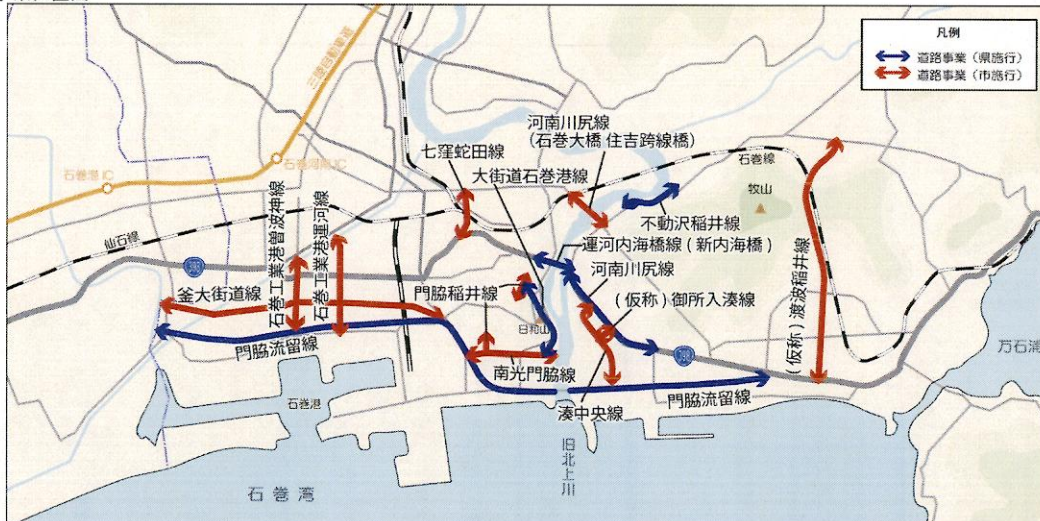 凡例
道路事業（県施行）
道路事業（市施行）
三陸自動車道
石巻港IC
石巻河南IC
河南川尻線
（石巻大橋 住吉跨線橋）
七窪蛇田線
大街道石巻港線
石巻線
牧山
不動沢稲井線
運河内海橋線（新内海橋）
河南川尻線
（仮称）御所入湊線
（仮称）渡波稲井線
石巻工業港曽波神線
石巻工業港運河線
仙石線
398
釜大街道線
門脇稲井線
日和山
門脇流留線
南光門脇線
398
万石浦
門脇流留線
湊中央線
石巻港
旧北上川
石巻湾